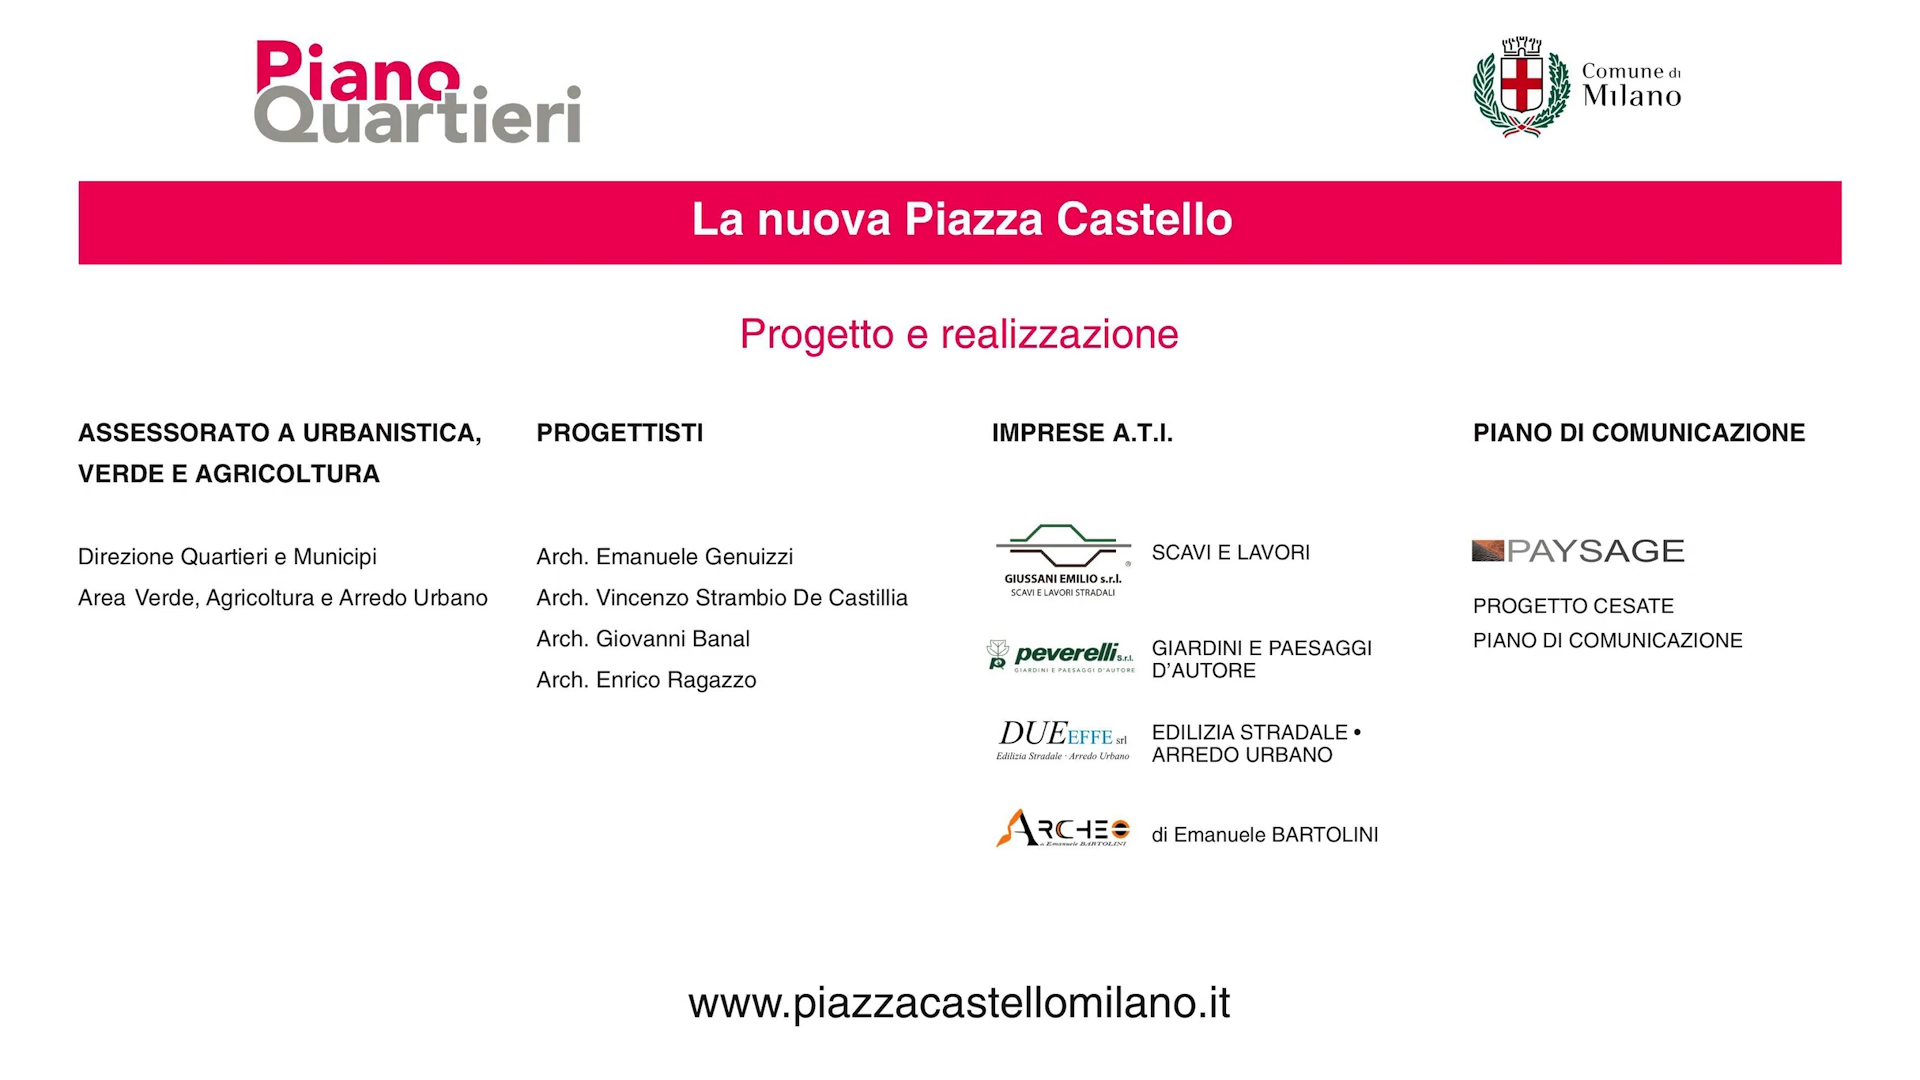 Piano
Quartieri
Comune di
Milano
La nuova Piazza Castello
Progetto e realizzazione
ASSESSORATO A URBANISTICA,
VERDE E AGRICOLTURA
Direzione Quartieri e Municipi
Area Verde, Agricoltura e Arredo Urbano
PROGETTISTI
Arch. Emanuele Genuizzi
Arch. Vincenzo Strambio De Castillia
Arch. Giovanni Banal
Arch. Enrico Ragazzo
IMPRESE A.T.I.
GIUSSANI EMILIO s.r.l.
SCAVI E LAVORI STRADALI
SCAVI E LAVORI
peverelli S.r.l.
GIARDINI E PAESAGGI D'AUTORE
GIARDINI E PAESAGGI
D’AUTORE
DUEEFFE srl
Edilizia Stradale · Arredo Urbano
EDILIZIA STRADALE •
ARREDO URBANO
ARCHEO
di Emanuele BARTOLINI
di Emanuele BARTOLINI
PIANO DI COMUNICAZIONE
PAYSAGE
PROGETTO CESATE
PIANO DI COMUNICAZIONE
www.piazzacastellomilano.it